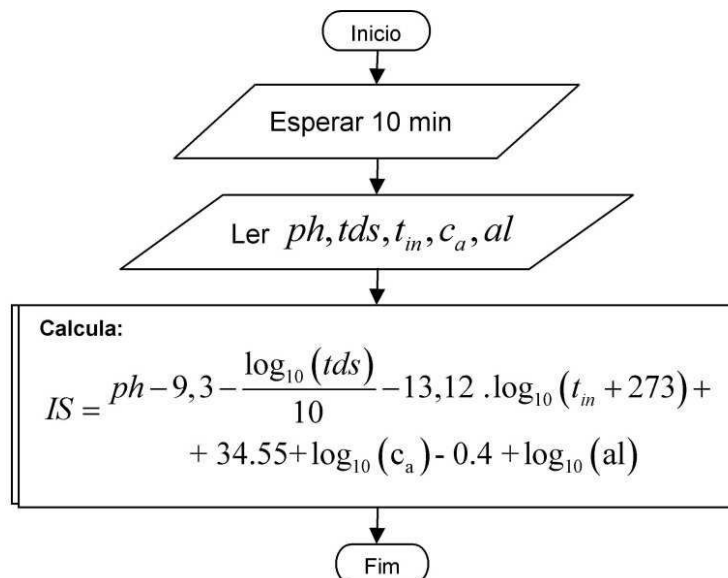 Inicio
Esperar 10 min
Ler ph, tds, t_in, c_a, al
Calcula:
IS = ph − 9,3 − log₁₀(tds)/10 − 13,12 . log₁₀(t_in + 273) +
+ 34.55 + log₁₀(c_a) - 0.4 + log₁₀(al)
Fim